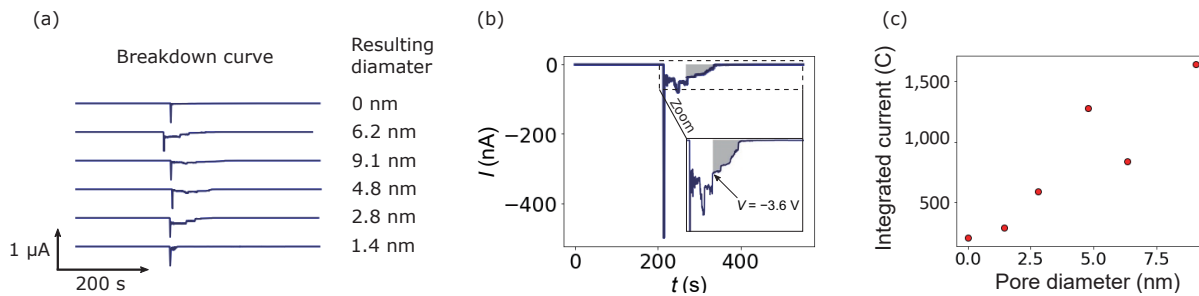 (a)
Breakdown curve
Resulting
diamater
0 nm
6.2 nm
9.1 nm
4.8 nm
2.8 nm
1.4 nm
1 μA
200 s
(b)
0
−200
−400
I (nA)
Zoom
V = −3.6 V
0
200
400
t (s)
(c)
1,500
1,000
500
Integrated current (C)
0.0
2.5
5.0
7.5
Pore diameter (nm)